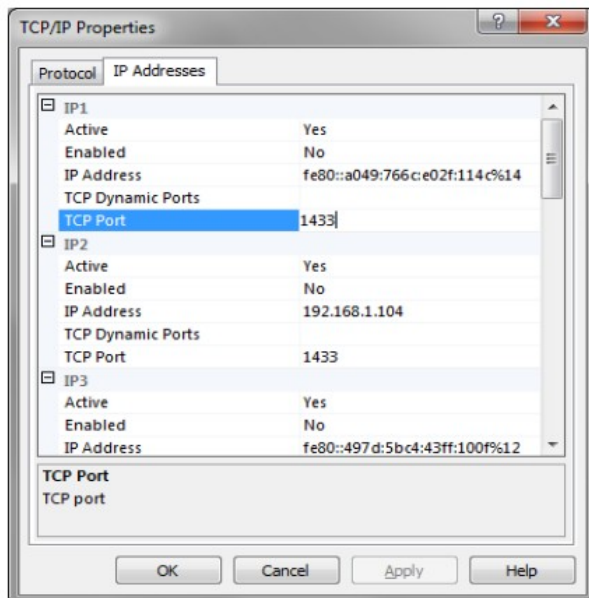 TCP/IP Properties
Protocol IP Addresses
IP1
Active Yes
Enabled No
IP Address fe80::a049:766c:e02f:114c%14
TCP Dynamic Ports
TCP Port 1433
IP2
Active Yes
Enabled No
IP Address 192.168.1.104
TCP Dynamic Ports
TCP Port 1433
IP3
Active Yes
Enabled No
IP Address fe80::497d:5bc4:43ff:100f%12
TCP Port
TCP port
OK Cancel Apply Help